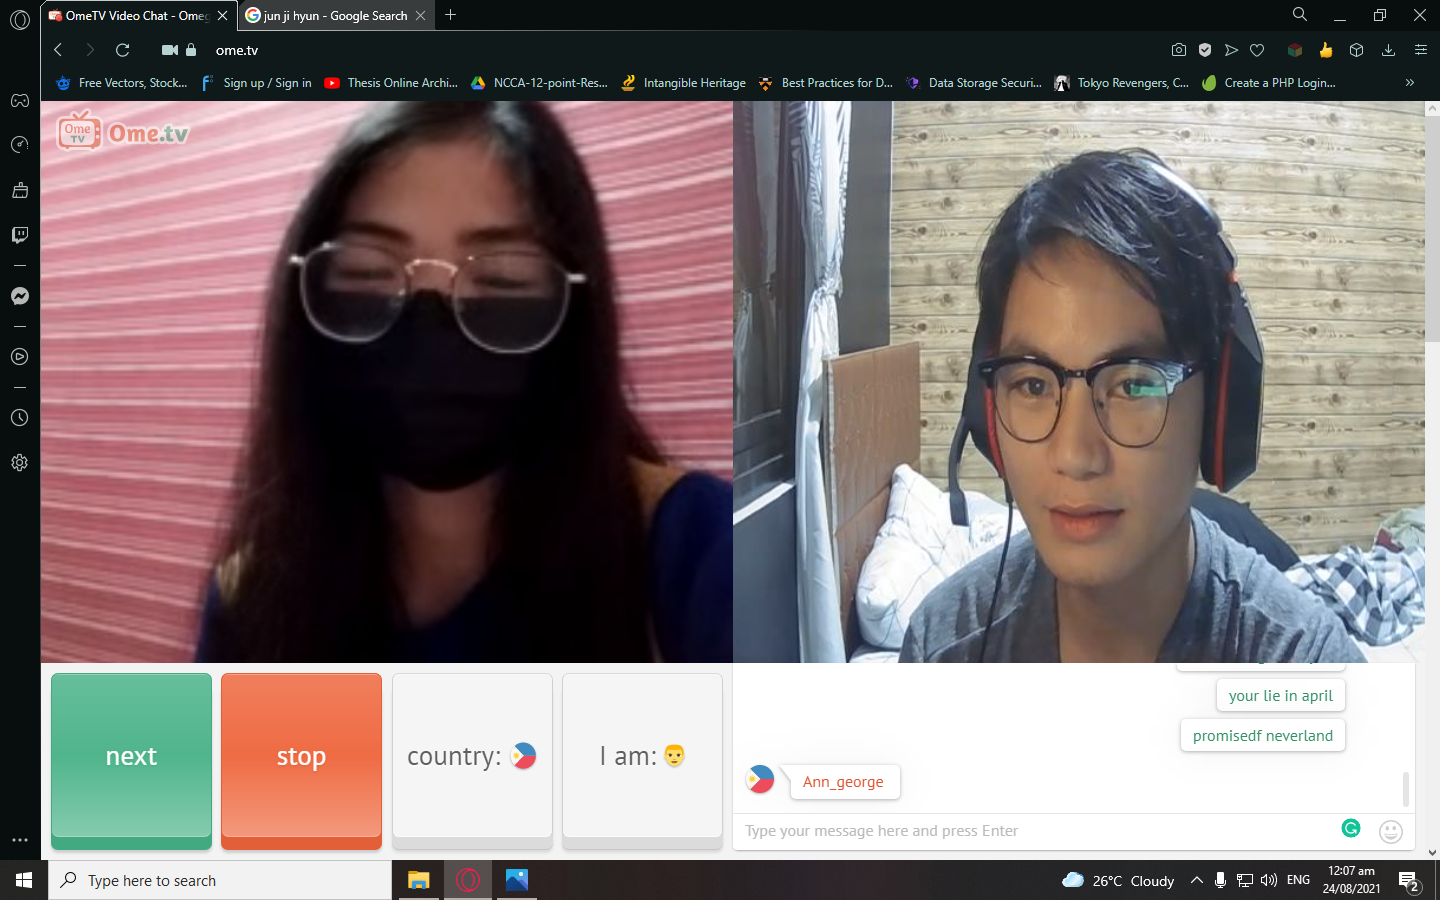 OmeTV Video Chat - Omeg
jun ji hyun - Google Search
ome.tv
Free Vectors, Stock...
Sign up / Sign in
Thesis Online Archi...
NCCA-12-point-Res...
Intangible Heritage
Best Practices for D...
Data Storage Securi...
Tokyo Revengers, C...
Create a PHP Login...
Ome TV
Ome.tv
your lie in april
promisedf neverland
Ann_george
next
stop
country:
I am:
Type your message here and press Enter
Type here to search
26°C Cloudy
ENG
12:07 am
24/08/2021
2